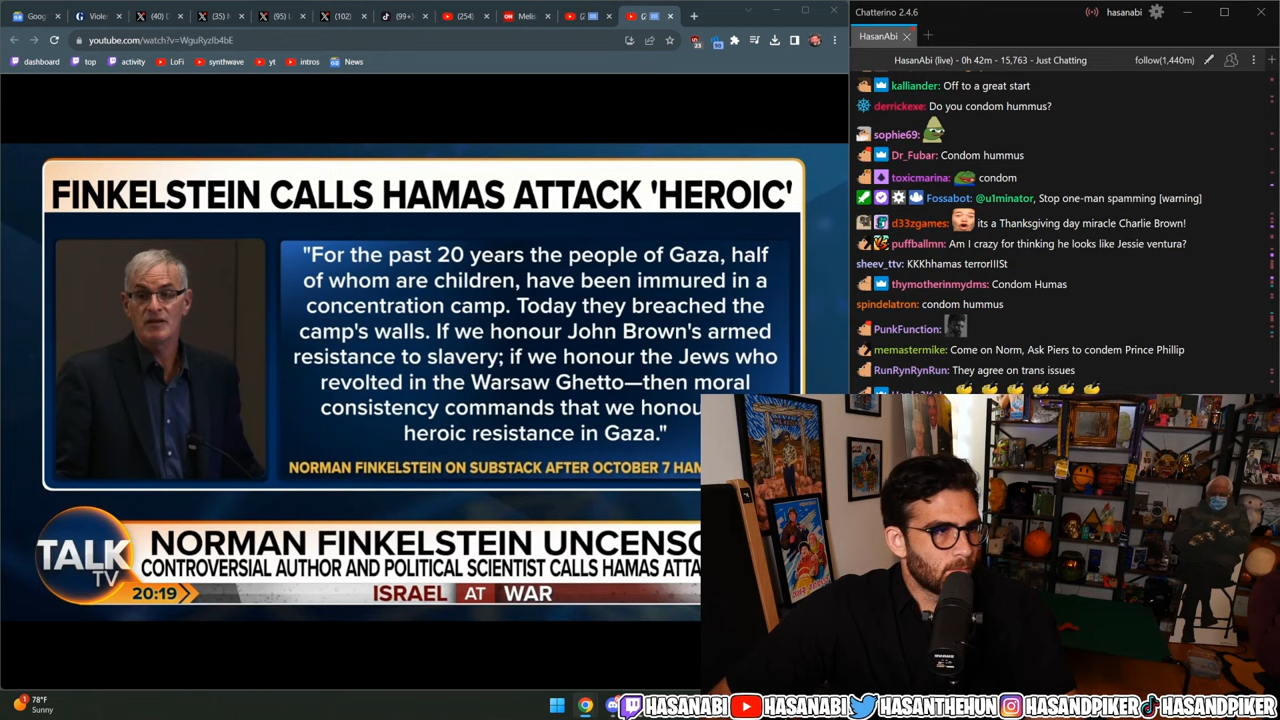 Goog
Violen
(40) D
(35) N
(95) L
(102)
(99+)
(254)
Melis
G
G
youtube.com/watch?v=WguRyzIb4bE
23
dashboard
top
activity
LoFi
synthwave
yt
intros
News
FINKELSTEIN CALLS HAMAS ATTACK 'HEROIC'
"For the past 20 years the people of Gaza, half
of whom are children, have been immured in a
concentration camp. Today they breached the
camp's walls. If we honour John Brown's armed
resistance to slavery; if we honour the Jews who
revolted in the Warsaw Ghetto—then moral
consistency commands that we honou
heroic resistance in Gaza."
NORMAN FINKELSTEIN ON SUBSTACK AFTER OCTOBER 7 HAM
TALK TV
NORMAN FINKELSTEIN UNCENSO
CONTROVERSIAL AUTHOR AND POLITICAL SCIENTIST CALLS HAMAS ATTA
20:19
ISRAEL AT WAR
Chatterino 2.4.6
hasanabi
HasanAbi
HasanAbi (live) - 0h 42m - 15,763 - Just Chatting
follow(1,440m)
kalliander: Off to a great start
derrickexe: Do you condom hummus?
sophie69:
Dr_Fubar: Condom hummus
toxicmarina: condom
Fossabot: @u1minator, Stop one-man spamming [warning]
d33zgames: its a Thanksgiving day miracle Charlie Brown!
puffballmn: Am I crazy for thinking he looks like Jessie ventura?
sheev_ttv: KKKhhamas terrorIIISt
thymotherinmydms: Condom Humas
spindelatron: condom hummus
PunkFunction:
memastermike: Come on Norm, Ask Piers to condem Prince Phillip
RunRynRynRun: They agree on trans issues
78°F
Sunny
HASANABI
HASANABI
HASANTHEHUN
HASANDPIKER
HASANDPIKER